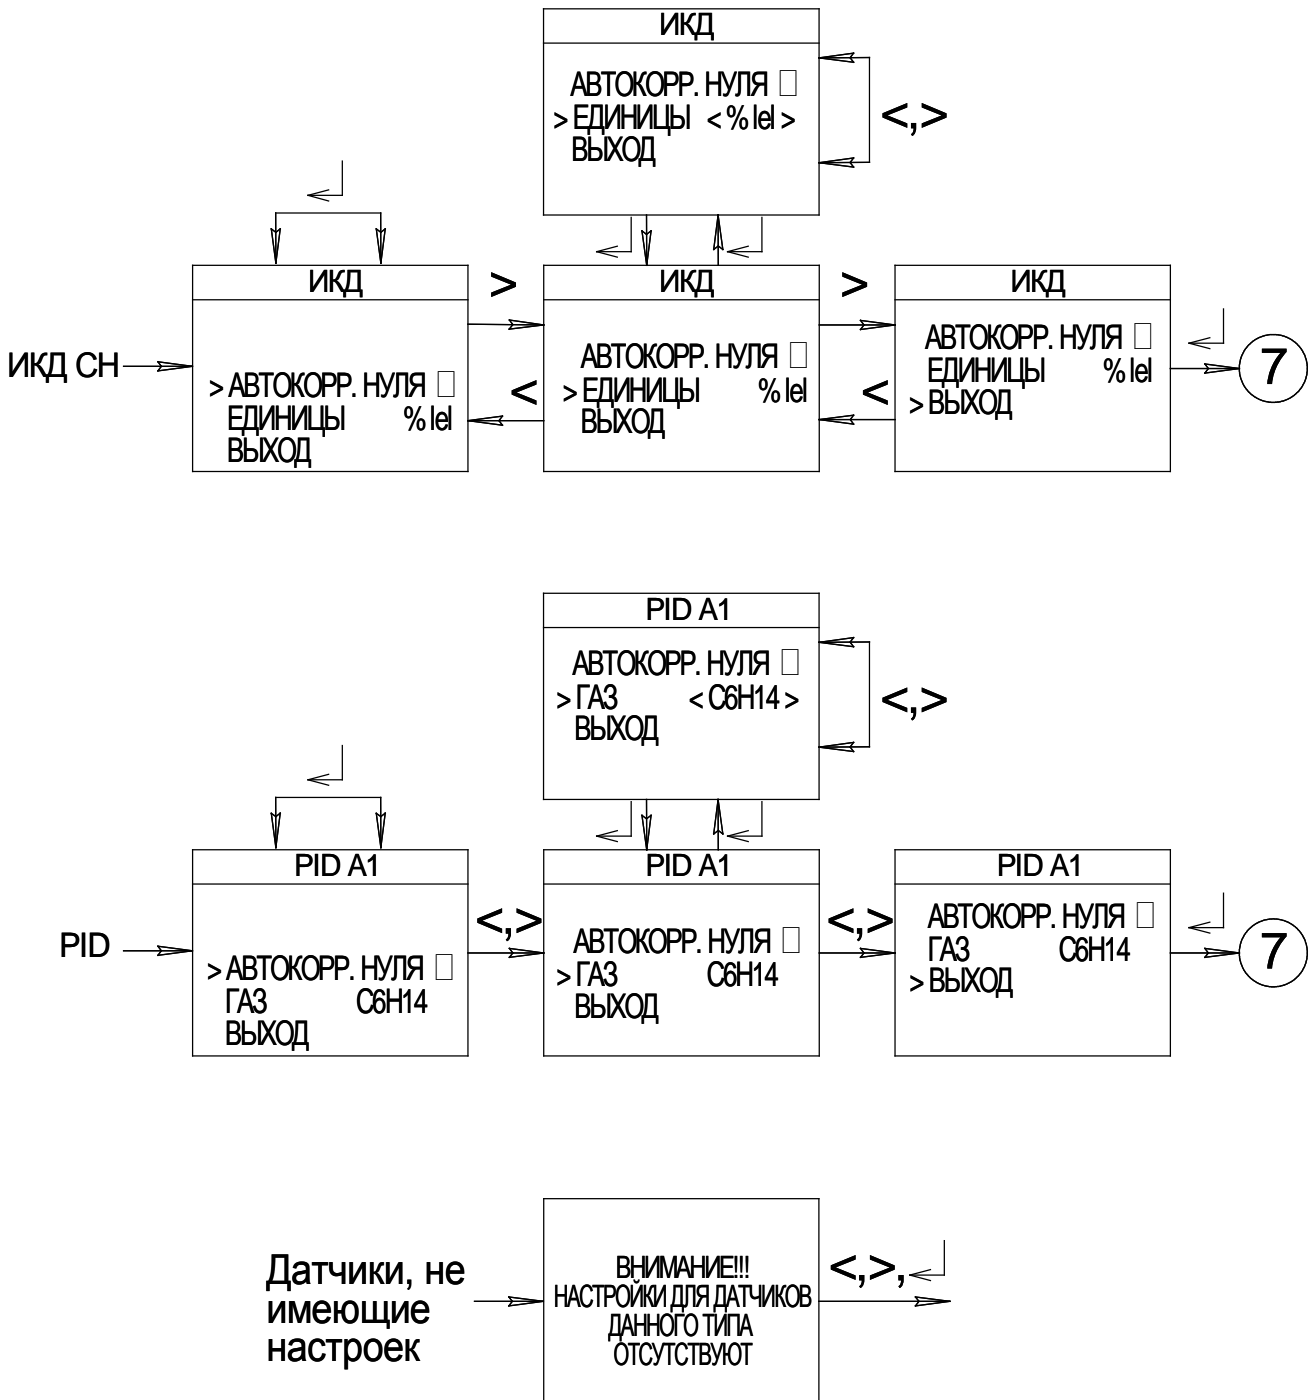 ИКД
АВТОКОРР. НУЛЯ □
> ЕДИНИЦЫ < % lel >
ВЫХОД
<,>
ИКД СН
ИКД
> АВТОКОРР. НУЛЯ □
ЕДИНИЦЫ % lel
ВЫХОД
>
<
ИКД
АВТОКОРР. НУЛЯ □
> ЕДИНИЦЫ % lel
ВЫХОД
>
<
ИКД
АВТОКОРР. НУЛЯ □
ЕДИНИЦЫ % lel
> ВЫХОД
7
PID A1
АВТОКОРР. НУЛЯ □
> ГАЗ < C6H14 >
ВЫХОД
<,>
PID
PID A1
> АВТОКОРР. НУЛЯ □
ГАЗ C6H14
ВЫХОД
<,>
PID A1
АВТОКОРР. НУЛЯ □
> ГАЗ C6H14
ВЫХОД
<,>
PID A1
АВТОКОРР. НУЛЯ □
ГАЗ C6H14
> ВЫХОД
7
Датчики, не
имеющие
настроек
ВНИМАНИЕ!!!
НАСТРОЙКИ ДЛЯ ДАТЧИКОВ
ДАННОГО ТИПА
ОТСУТСТВУЮТ
<,>,